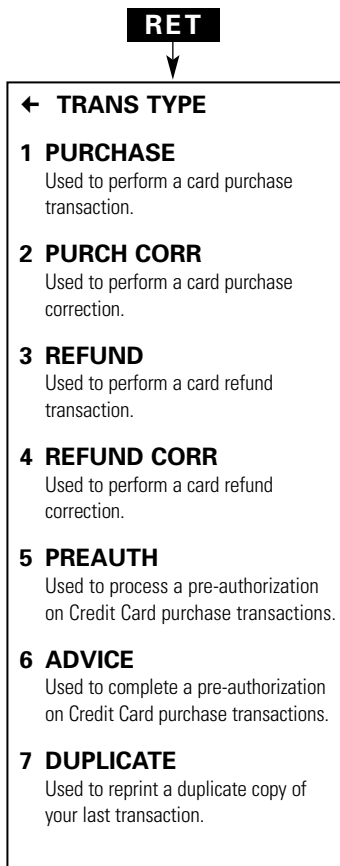 RET
← TRANS TYPE
1 PURCHASE
Used to perform a card purchase
transaction.
2 PURCH CORR
Used to perform a card purchase
correction.
3 REFUND
Used to perform a card refund
transaction.
4 REFUND CORR
Used to perform a card refund
correction.
5 PREAUTH
Used to process a pre-authorization
on Credit Card purchase transactions.
6 ADVICE
Used to complete a pre-authorization
on Credit Card purchase transactions.
7 DUPLICATE
Used to reprint a duplicate copy of
your last transaction.